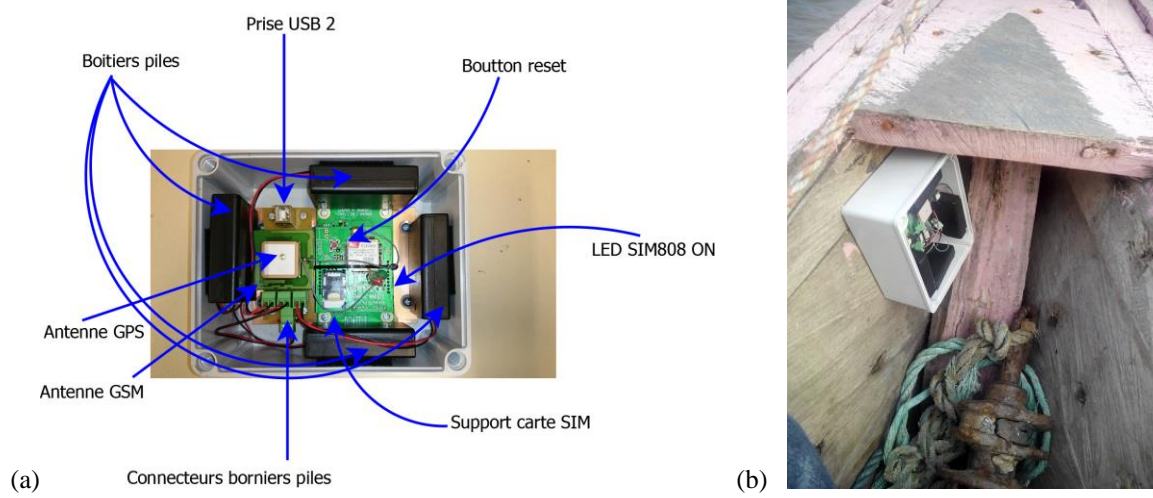 Prise USB 2
Boitiers piles
Boutton reset
LED SIM808 ON
Antenne GPS
Antenne GSM
Support carte SIM
Connecteurs borniers piles
(a)
(b)